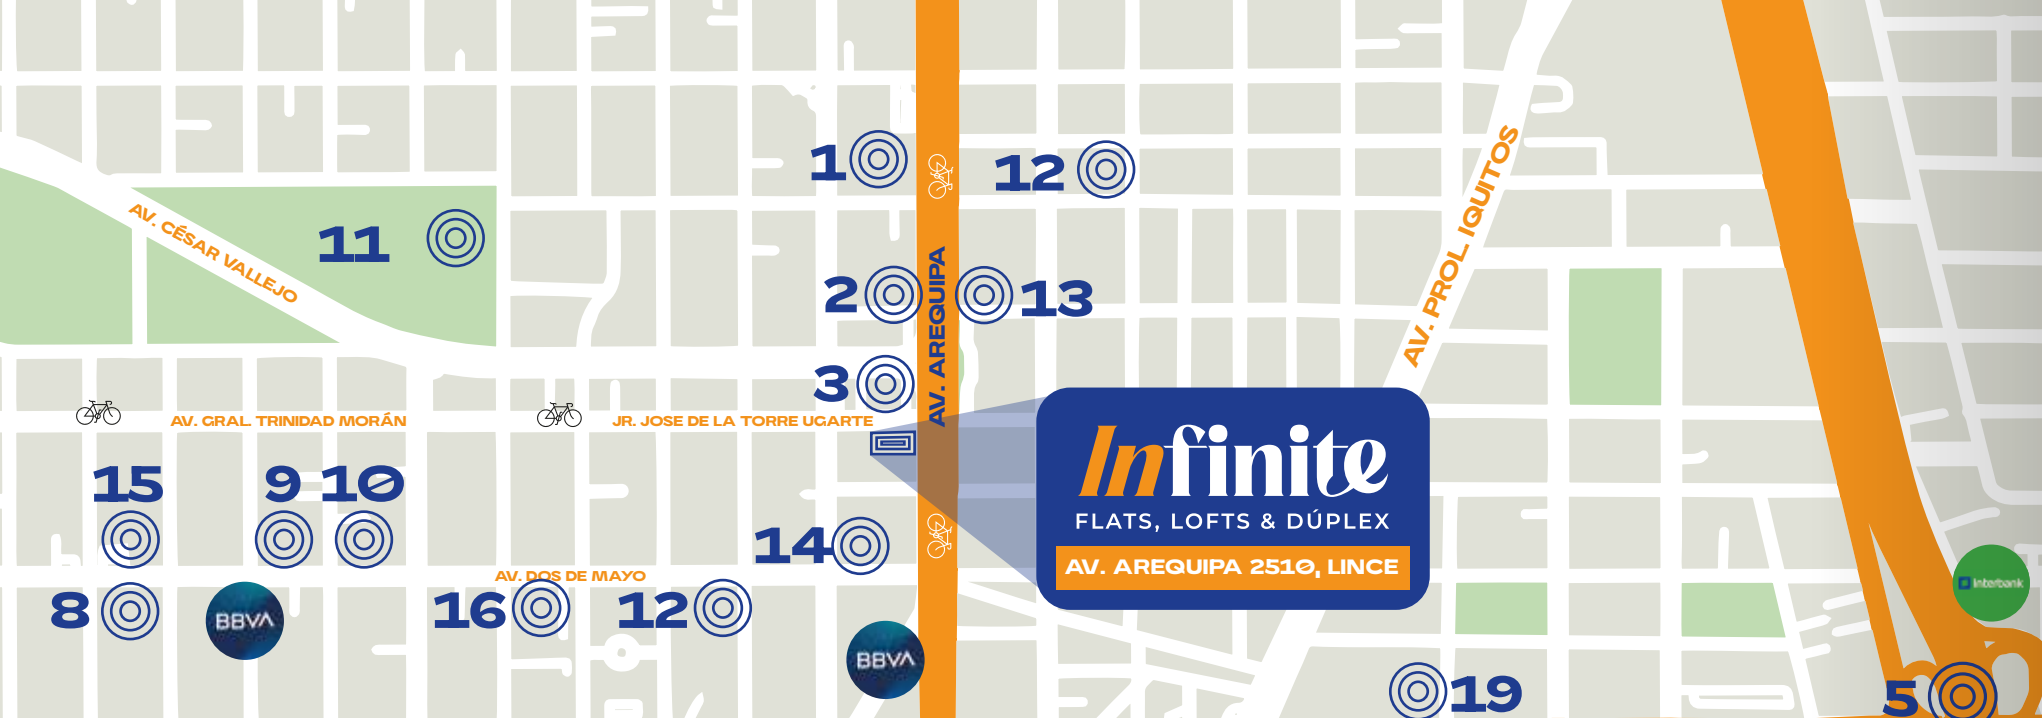 1
12
AV. CÉSAR VALLEJO
11
AV. PROL IQUITOS
2
AV. AREQUIPA
13
3
AV. GRAL. TRINIDAD MORÁN
JR. JOSE DE LA TORRE UGARTE
Infinite
FLATS, LOFTS & DÚPLEX
AV. AREQUIPA 2510, LINCE
15
9
10
14
AV. DOS DE MAYO
8
BBVA
16
12
BBVA
Interbank
19
5